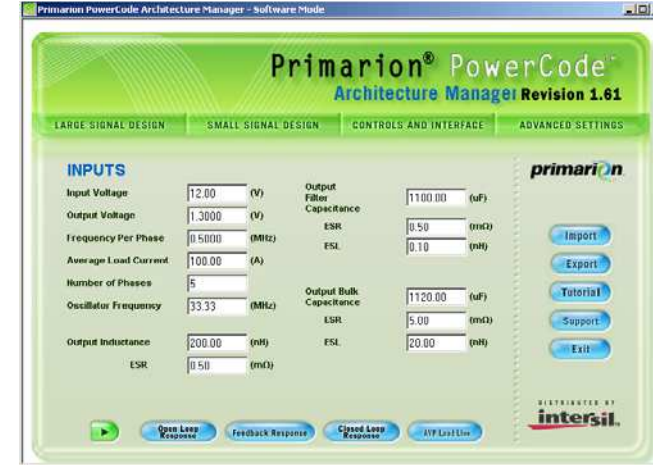 Primarion PowerCode Architecture Manager - Software Mode
Primarion® PowerCode™
Architecture Manager Revision 1.61
LARGE SIGNAL DESIGN SMALL SIGNAL DESIGN CONTROLS AND INTERFACE ADVANCED SETTINGS
INPUTS
Input Voltage 12.00 (V)
Output Voltage 1.3000 (V)
Frequency Per Phase 0.5000 (MHz)
Average Load Current 100.00 (A)
Number of Phases 5
Oscillator Frequency 33.33 (MHz)
Output Inductance 200.00 (nH)
ESR 0.50 (mΩ)
Output
Filter
Capacitance 1100.00 (uF)
ESR 0.50 (mΩ)
ESL 0.10 (nH)
Output Bulk
Capacitance 1120.00 (uF)
ESR 5.00 (mΩ)
ESL 20.00 (nH)
primarion
Import
Export
Tutorial
Support
Exit
DISTRIBUTED BY
intersil
Open Loop
Response
Feedback Response
Closed Loop
Response
AVP Load Line